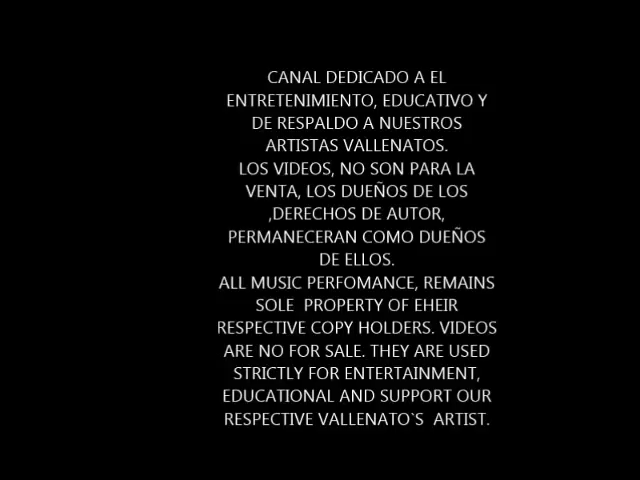 CANAL DEDICADO A EL
ENTRETENIMIENTO, EDUCATIVO Y
DE RESPALDO A NUESTROS
ARTISTAS VALLENATOS.
LOS VIDEOS, NO SON PARA LA
VENTA, LOS DUEÑOS DE LOS
,DERECHOS DE AUTOR,
PERMANECERAN COMO DUEÑOS
DE ELLOS.
ALL MUSIC PERFOMANCE, REMAINS
SOLE  PROPERTY OF EHEIR
RESPECTIVE COPY HOLDERS. VIDEOS
ARE NO FOR SALE. THEY ARE USED
STRICTLY FOR ENTERTAINMENT,
EDUCATIONAL AND SUPPORT OUR
RESPECTIVE VALLENATO`S  ARTIST.